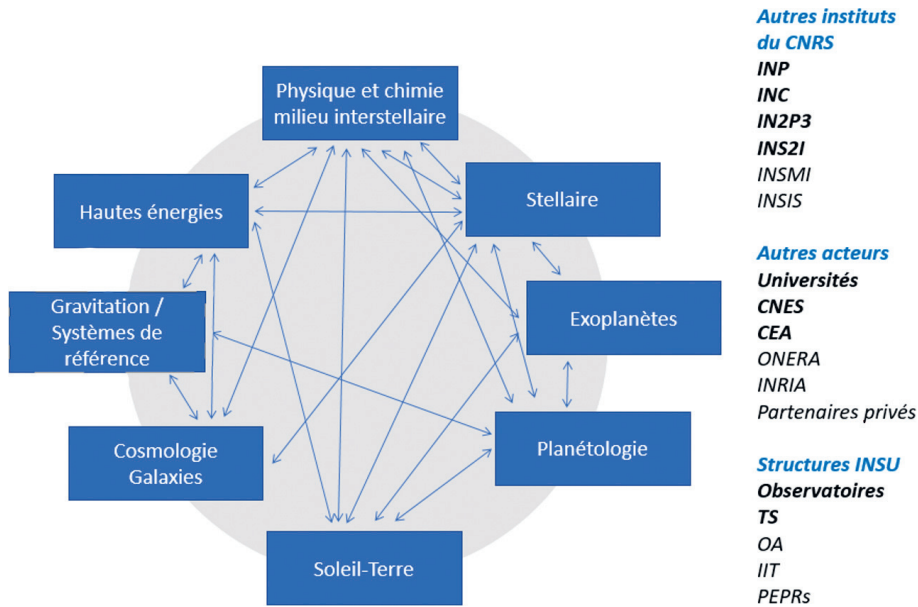 Physique et chimie
milieu interstellaire
Hautes énergies
Stellaire
Gravitation /
Systèmes de
référence
Exoplanètes
Cosmologie
Galaxies
Planétologie
Soleil-Terre
Autres instituts
du CNRS
INP
INC
IN2P3
INS2I
INSMI
INSIS
Autres acteurs
Universités
CNES
CEA
ONERA
INRIA
Partenaires privés
Structures INSU
Observatoires
TS
OA
IIT
PEPRs